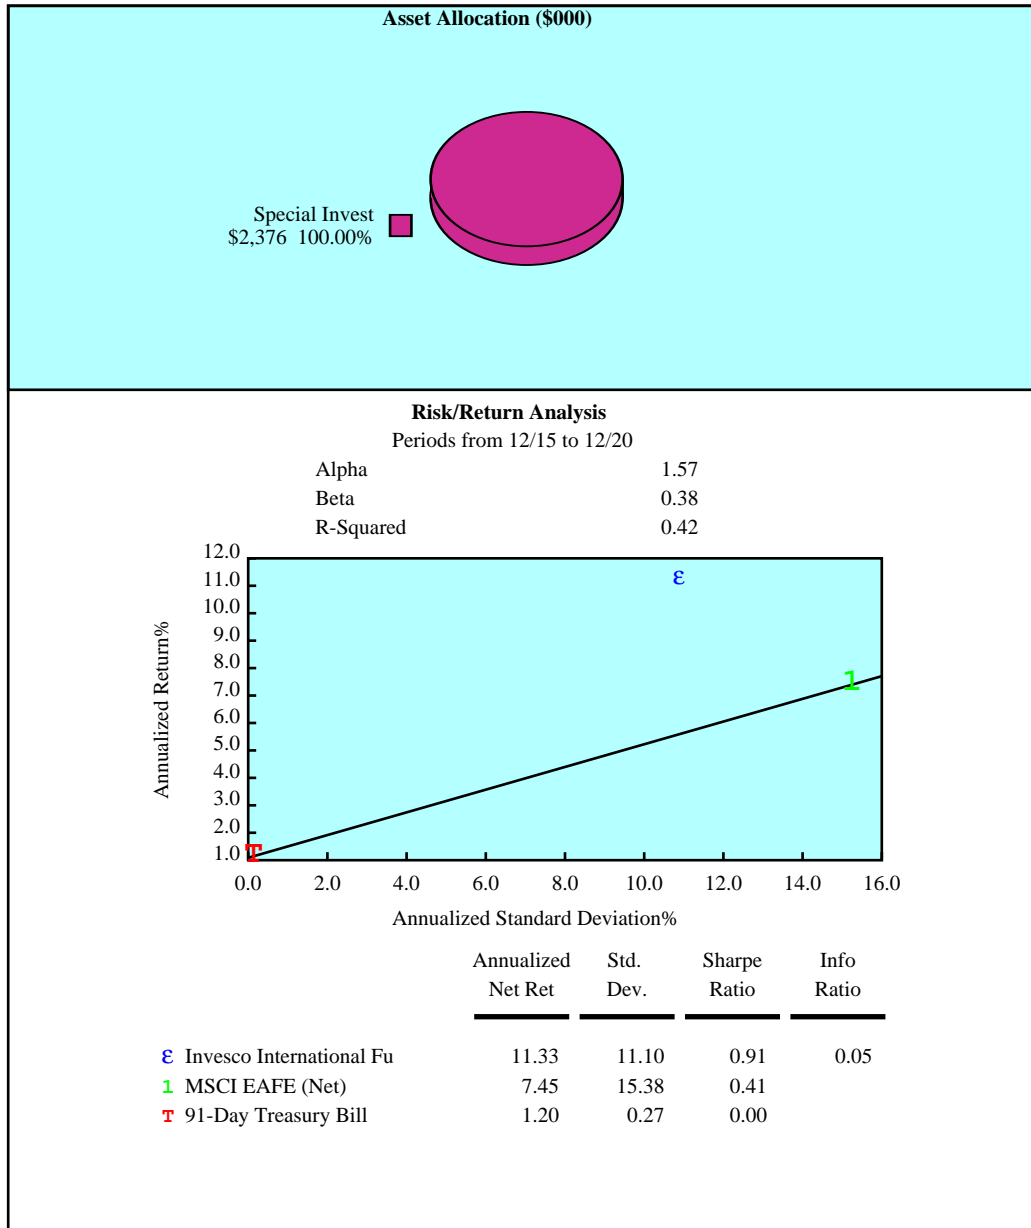 Asset Allocation ($000)
Special Invest
$2,376 100.00%
Risk/Return Analysis
Periods from 12/15 to 12/20
Alpha 1.57
Beta 0.38
R-Squared 0.42
12.0
11.0
10.0
9.0
8.0
7.0
6.0
5.0
4.0
3.0
2.0
1.0
Annualized Return%
ε
1
T
0.0 2.0 4.0 6.0 8.0 10.0 12.0 14.0 16.0
Annualized Standard Deviation%
Annualized Std. Sharpe Info
Net Ret Dev. Ratio Ratio
ε Invesco International Fu 11.33 11.10 0.91 0.05
1 MSCI EAFE (Net) 7.45 15.38 0.41
T 91-Day Treasury Bill 1.20 0.27 0.00